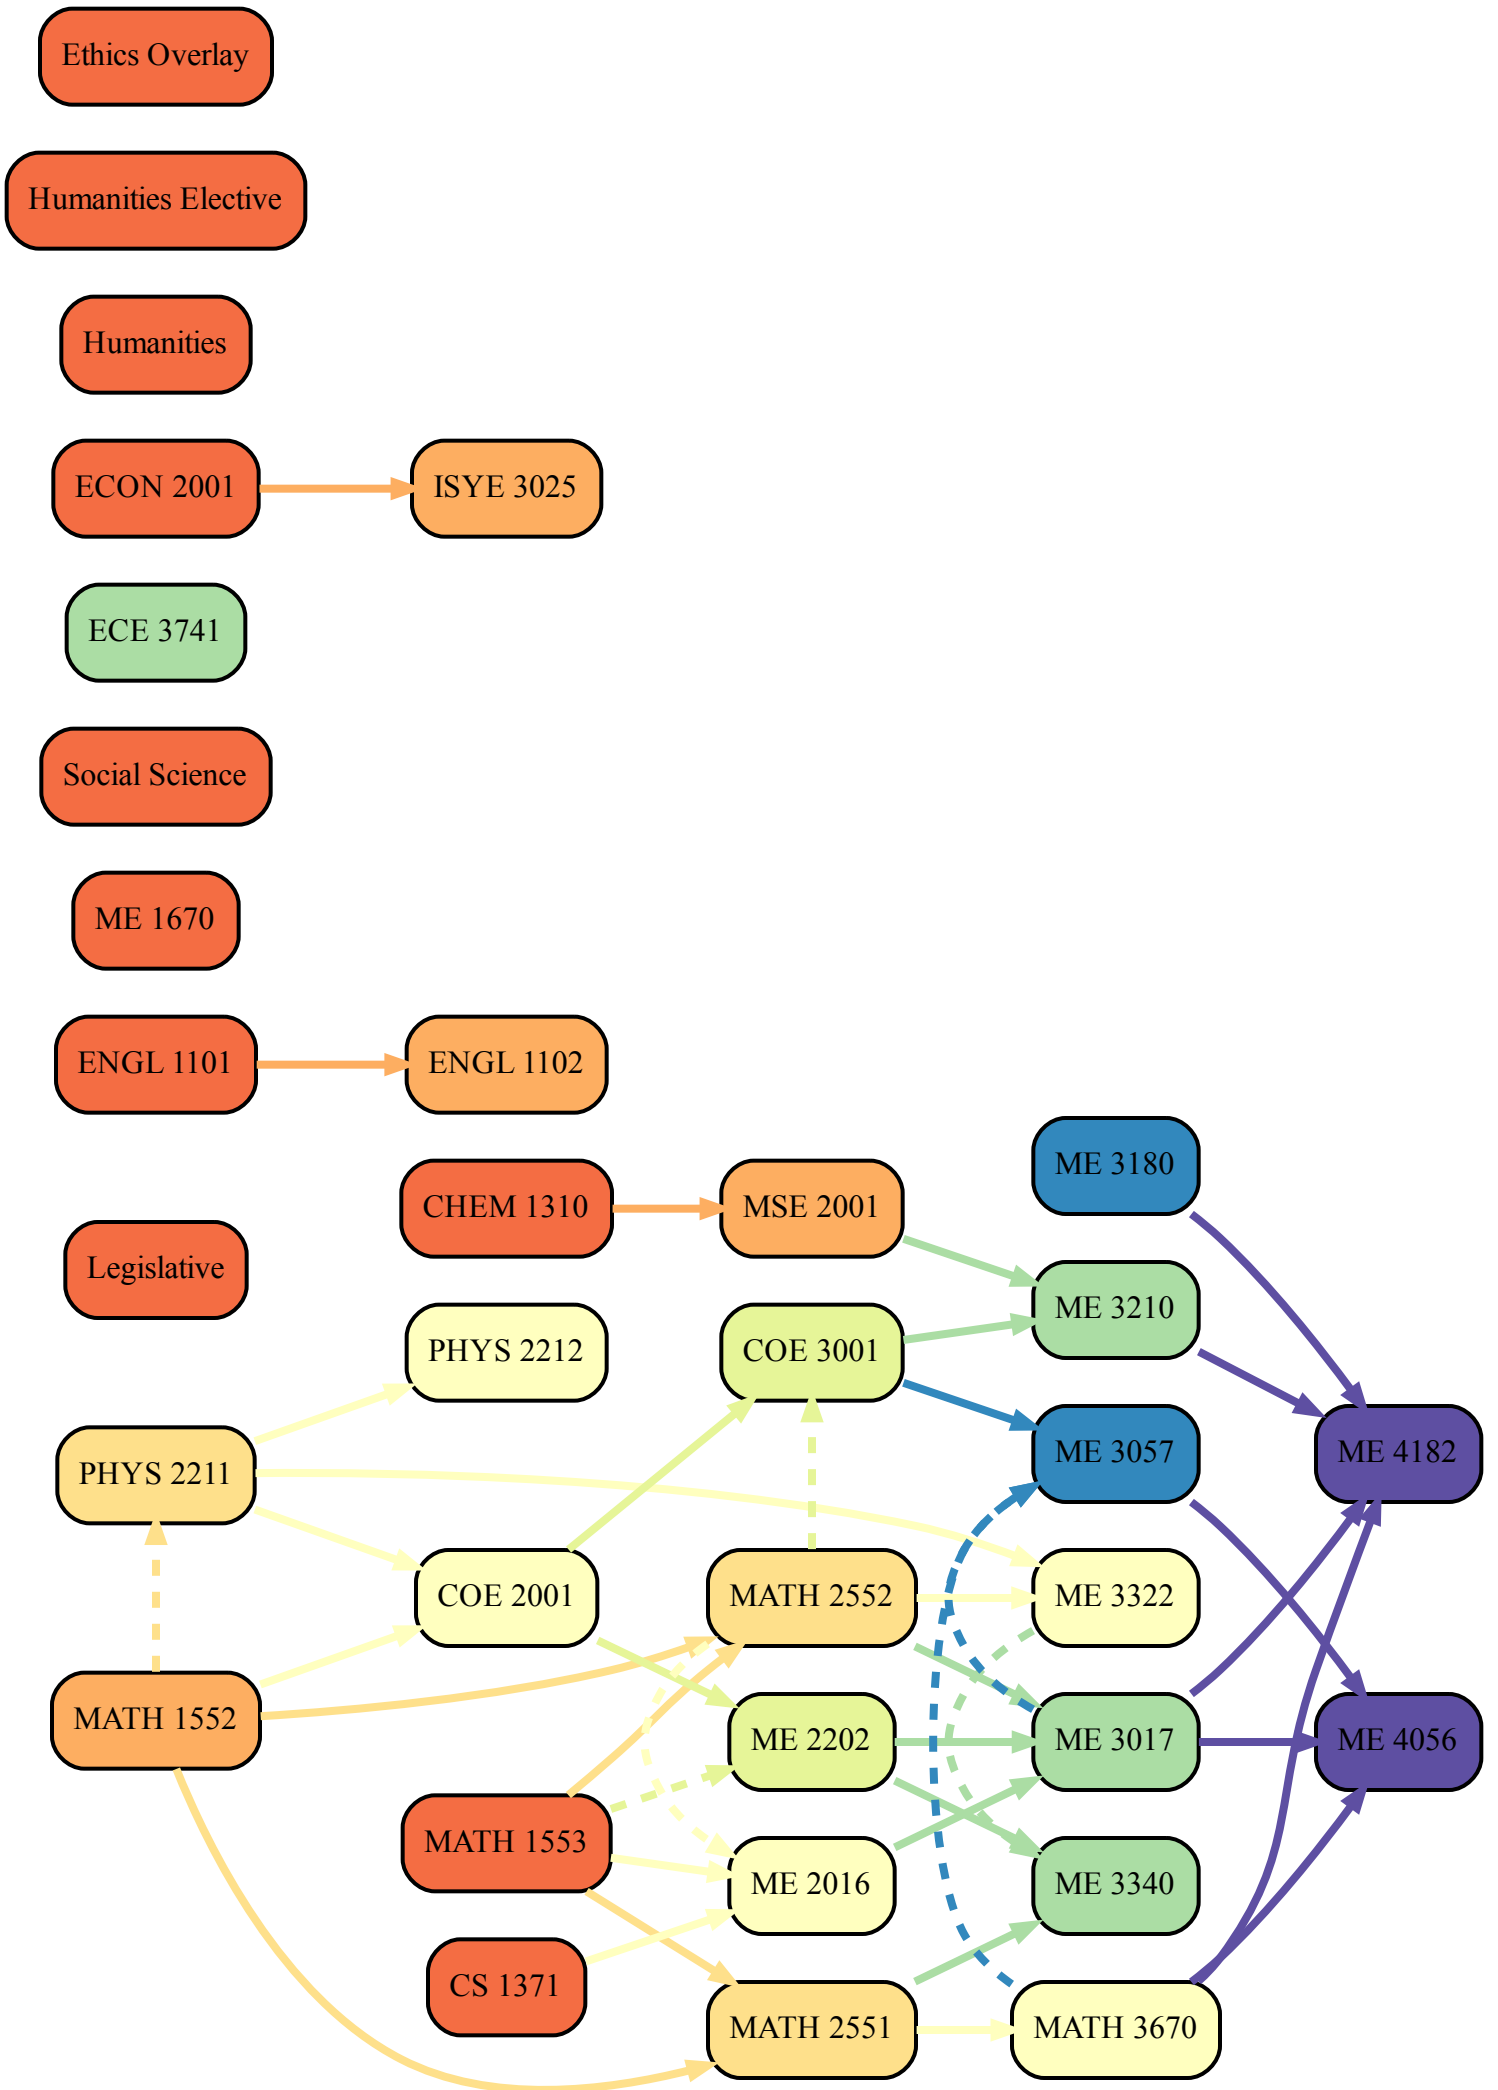 Ethics Overlay
Humanities Elective
Humanities
ECON 2001
ISYE 3025
ECE 3741
Social Science
ME 1670
ENGL 1101
ENGL 1102
ME 3180
CHEM 1310
MSE 2001
Legislative
ME 3210
PHYS 2212
COE 3001
PHYS 2211
ME 3057
ME 4182
COE 2001
MATH 2552
ME 3322
MATH 1552
ME 2202
ME 3017
ME 4056
MATH 1553
ME 2016
ME 3340
CS 1371
MATH 2551
MATH 3670